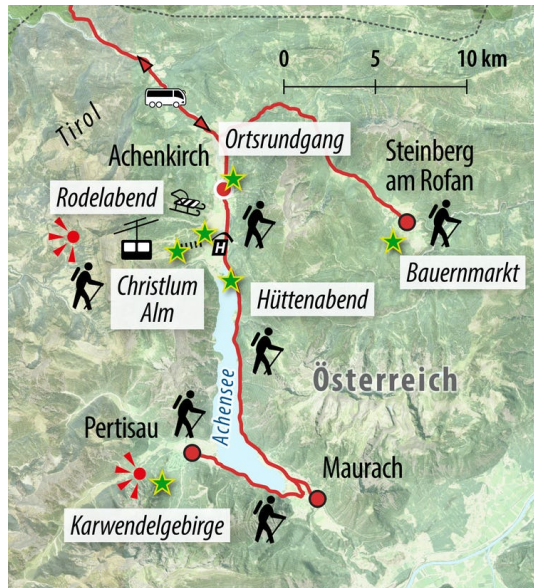 0 5 10 km
Tirol
Ortsrundgang
Achenkirch
Steinberg
am Rofan
Rodelabend
H
Bauernmarkt
Christlum
Alm
Hüttenabend
Achensee
Österreich
Pertisau
Maurach
Karwendelgebirge